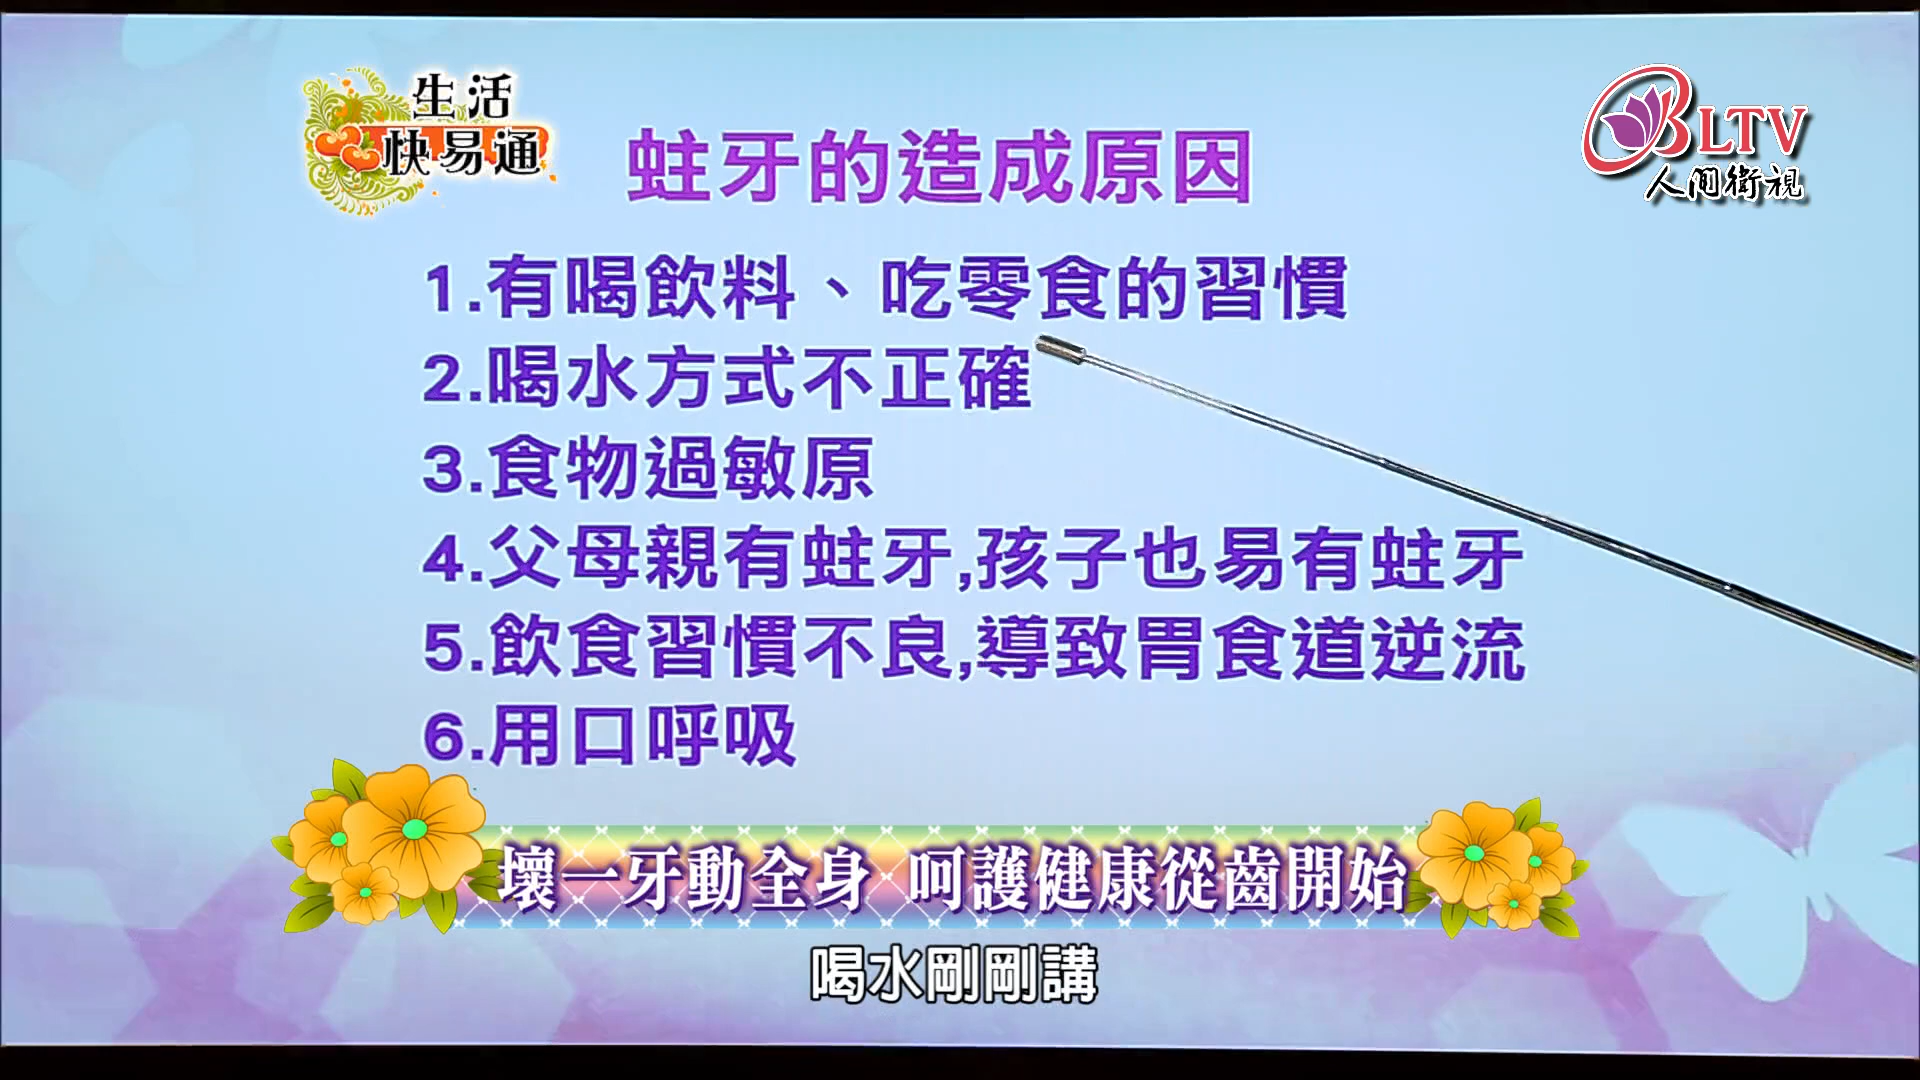 生活
快易通
BLTV
人間衛視
蛀牙的造成原因
1.有喝飲料、吃零食的習慣
2.喝水方式不正確
3.食物過敏原
4.父母親有蛀牙,孩子也易有蛀牙
5.飲食習慣不良,導致胃食道逆流
6.用口呼吸
壞一牙動全身 呵護健康從齒開始
喝水剛剛講